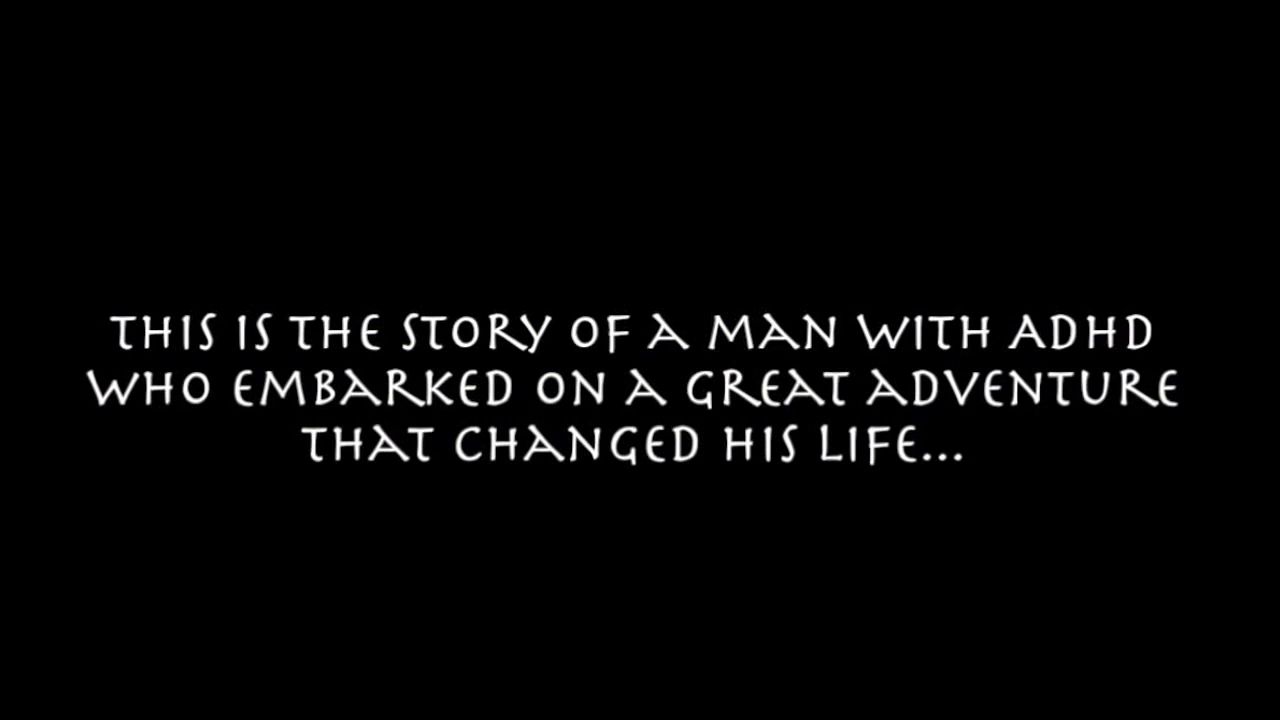 THIS IS THE STORY OF A MAN WITH ADHD
WHO EMBARKED ON A GREAT ADVENTURE
THAT CHANGED HIS LIFE...